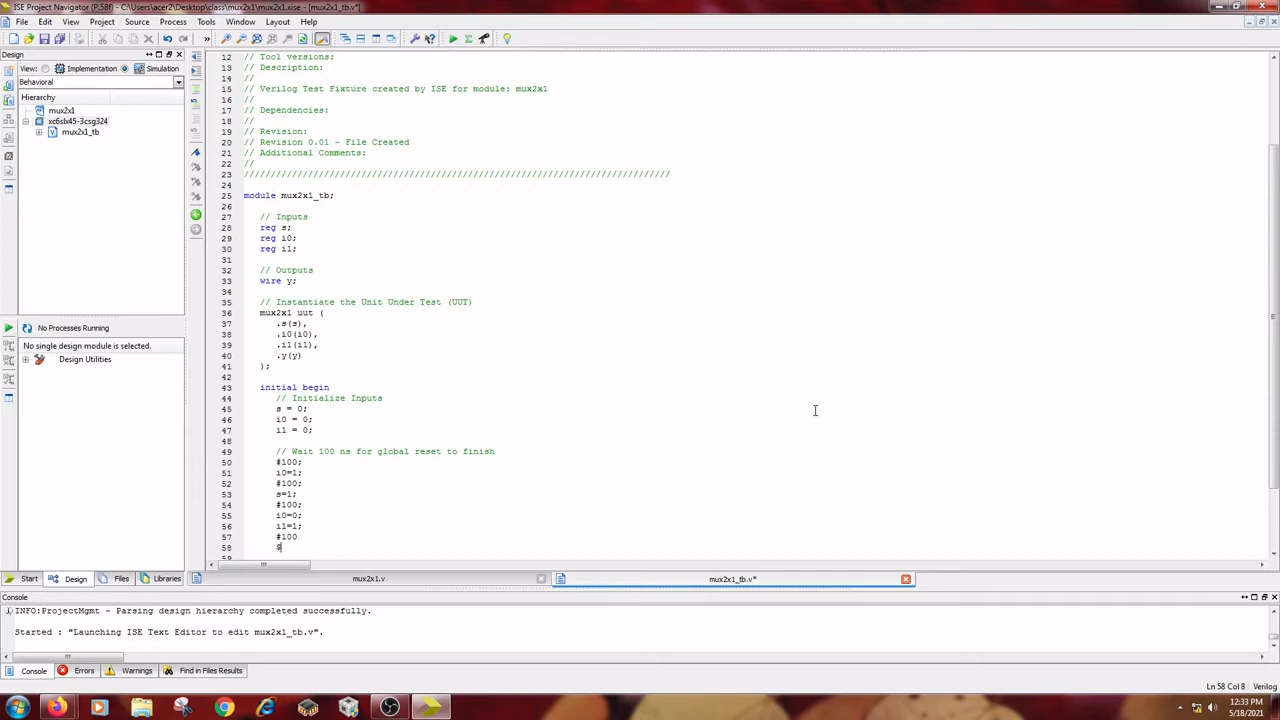 ISE Project Navigator (P.58f) - C:\Users\acer2\Desktop\class\mux2x1\mux2x1.xise - [mux2x1_tb.v*]
File Edit View Project Source Process Tools Window Layout Help
Design
View: Implementation Simulation
Behavioral
Hierarchy
mux2x1
xc6slx45-3csg324
mux2x1_tb
No Processes Running
No single design module is selected.
Design Utilities
12 // Tool versions:
13 // Description:
14 //
15 // Verilog Test Fixture created by ISE for module: mux2x1
16 //
17 // Dependencies:
18 //
19 // Revision:
20 // Revision 0.01 - File Created
21 // Additional Comments:
22 //
23 ////////////////////////////////////////////////////////////////////////////////
24
25 module mux2x1_tb;
26
27 // Inputs
28 reg s;
29 reg i0;
30 reg i1;
31
32 // Outputs
33 wire y;
34
35 // Instantiate the Unit Under Test (UUT)
36 mux2x1 uut (
37 .s(s),
38 .i0(i0),
39 .i1(i1),
40 .y(y)
41 );
42
43 initial begin
44 // Initialize Inputs
45 s = 0;
46 i0 = 0;
47 i1 = 0;
48
49 // Wait 100 ns for global reset to finish
50 #100;
51 i0=1;
52 #100;
53 s=1;
54 #100;
55 i0=0;
56 i1=1;
57 #100
58
59
Start Design Files Libraries
mux2x1.v
mux2x1_tb.v*
Console
INFO:ProjectMgmt - Parsing design hierarchy completed successfully.
Started : "Launching ISE Text Editor to edit mux2x1_tb.v".
Console Errors Warnings Find in Files Results
Ln 58 Col 8 Verilog
12:33 PM
5/18/2021